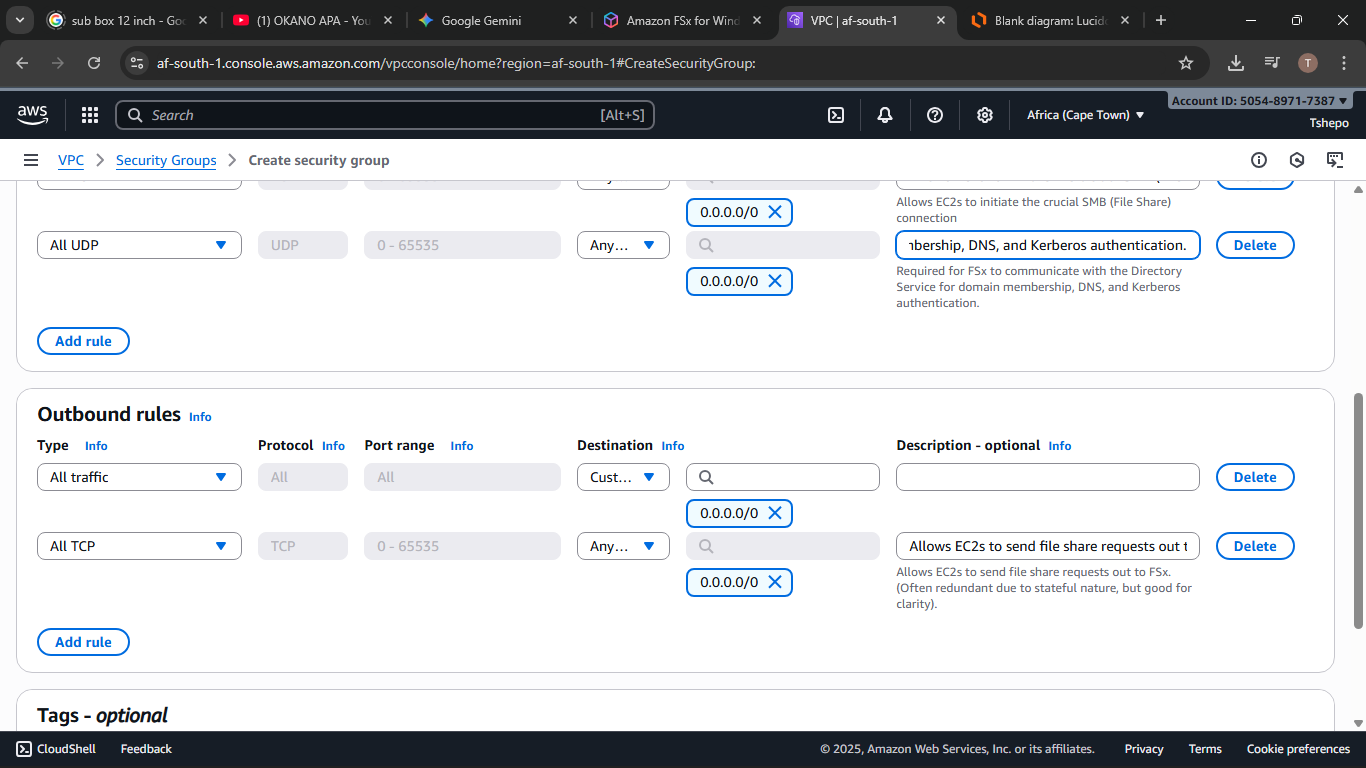 sub box 12 inch - Goo
(1) OKANO APA - You
Google Gemini
Amazon FSx for Wind
VPC | af-south-1
Blank diagram: Lucid
af-south-1.console.aws.amazon.com/vpcconsole/home?region=af-south-1#CreateSecurityGroup:
T
aws
Search
[Alt+S]
Africa (Cape Town)
Account ID: 5054-8971-7387
Tshepo
VPC
Security Groups
Create security group
0.0.0.0/0
Allows EC2s to initiate the crucial SMB (File Share)
connection
All UDP
UDP
0 - 65535
Any...
bership, DNS, and Kerberos authentication.
Delete
0.0.0.0/0
Required for FSx to communicate with the Directory
Service for domain membership, DNS, and Kerberos
authentication.
Add rule
Outbound rules Info
Type Info
Protocol Info
Port range Info
Destination Info
Description - optional Info
All traffic
All
All
Cust...
Delete
0.0.0.0/0
All TCP
TCP
0 - 65535
Any...
Allows EC2s to send file share requests out t
Delete
0.0.0.0/0
Allows EC2s to send file share requests out to FSx.
(Often redundant due to stateful nature, but good for
clarity).
Add rule
Tags - optional
CloudShell
Feedback
© 2025, Amazon Web Services, Inc. or its affiliates.
Privacy
Terms
Cookie preferences